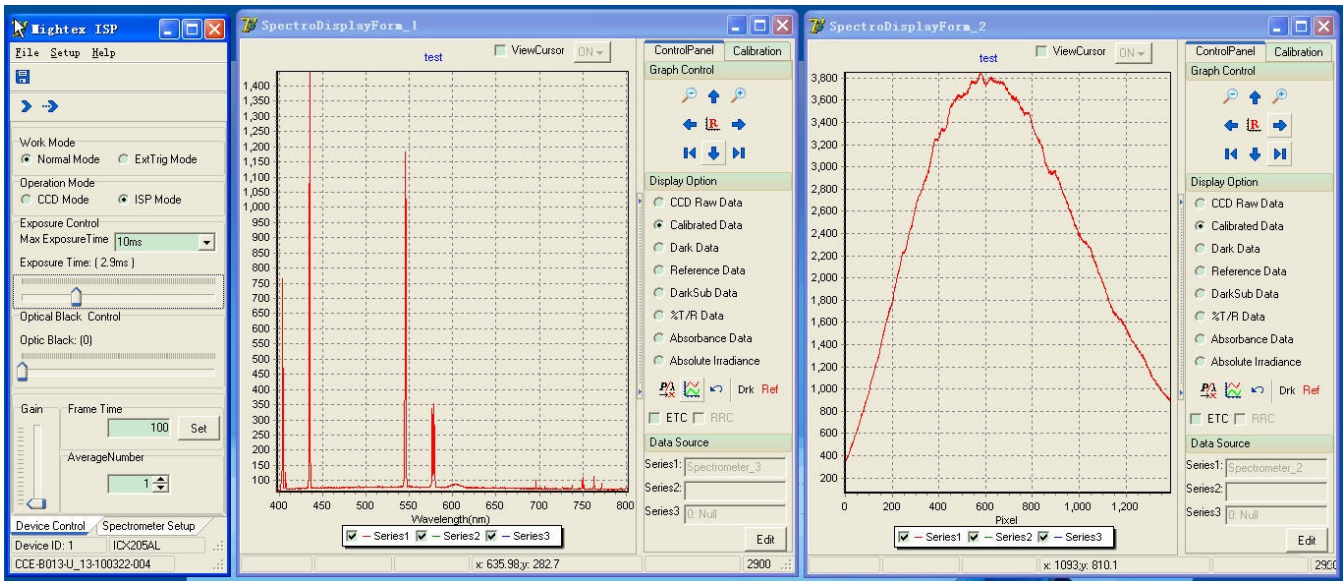 Mightex ISP
File Setup Help
Work Mode
Normal Mode ExtTrig Mode
Operation Mode
CCD Mode ISP Mode
Exposure Control
Max ExposureTime 10ms
Exposure Time: ( 2.9ms )
Optical Black Control
Optic Black: (0)
Gain Frame Time
100 Set
AverageNumber
1
Device Control Spectrometer Setup
Device ID: 1 ICX205AL
CCE-B013-U_13-100322-004
SpectroDisplayForm_1
test
ViewCursor ON
1,400
1,350
1,300
1,250
1,200
1,150
1,100
1,050
1,000
950
900
850
800
750
700
650
600
550
500
450
400
350
300
250
200
150
100
400 450 500 550 600 650 700 750 800
Wavelength(nm)
Series1 Series2 Series3
x: 635.98;y: 282.7
2900
ControlPanel Calibration
Graph Control
R
Display Option
CCD Raw Data
Calibrated Data
Dark Data
Reference Data
DarkSub Data
%T/R Data
Absorbance Data
Absolute Irradiance
P/λ Drk Ref
ETC RRC
Data Source
Series1: Spectrometer_3
Series2:
Series3 0: Null
Edit
SpectroDisplayForm_2
test
ViewCursor ON
3,800
3,600
3,400
3,200
3,000
2,800
2,600
2,400
2,200
2,000
1,800
1,600
1,400
1,200
1,000
800
600
400
200
0 200 400 600 800 1,000 1,200
Pixel
Series1 Series2 Series3
x: 1093;y: 810.1
ControlPanel Calibration
Graph Control
R
Display Option
CCD Raw Data
Calibrated Data
Dark Data
Reference Data
DarkSub Data
%T/R Data
Absorbance Data
Absolute Irradiance
P/λ Drk Ref
ETC RRC
Data Source
Series1: Spectrometer_2
Series2:
Series3 0: Null
Edit